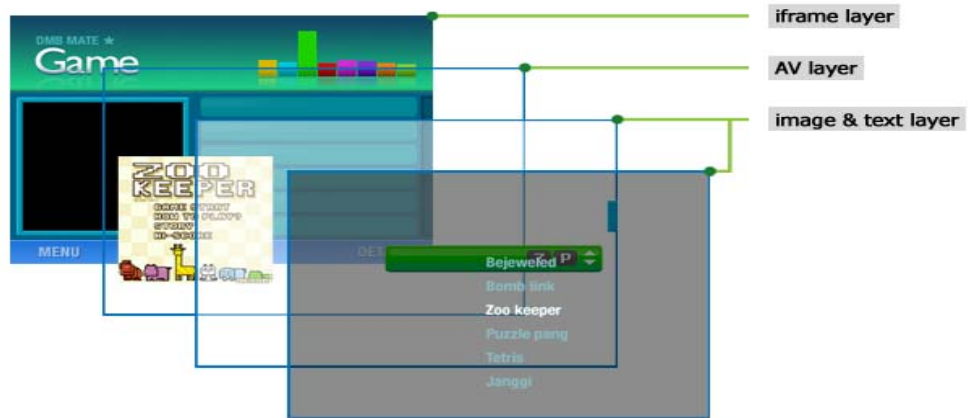 iframe layer
DMB MATE ★
Game
AV layer
image & text layer
ZOO
KEEPER
GAME START
HOW TO PLAY?
STORY
HI-SCORE
MENU
DET
Bejeweled
Z P
Bomb link
Zoo keeper
Puzzle pang
Tetris
Janggi